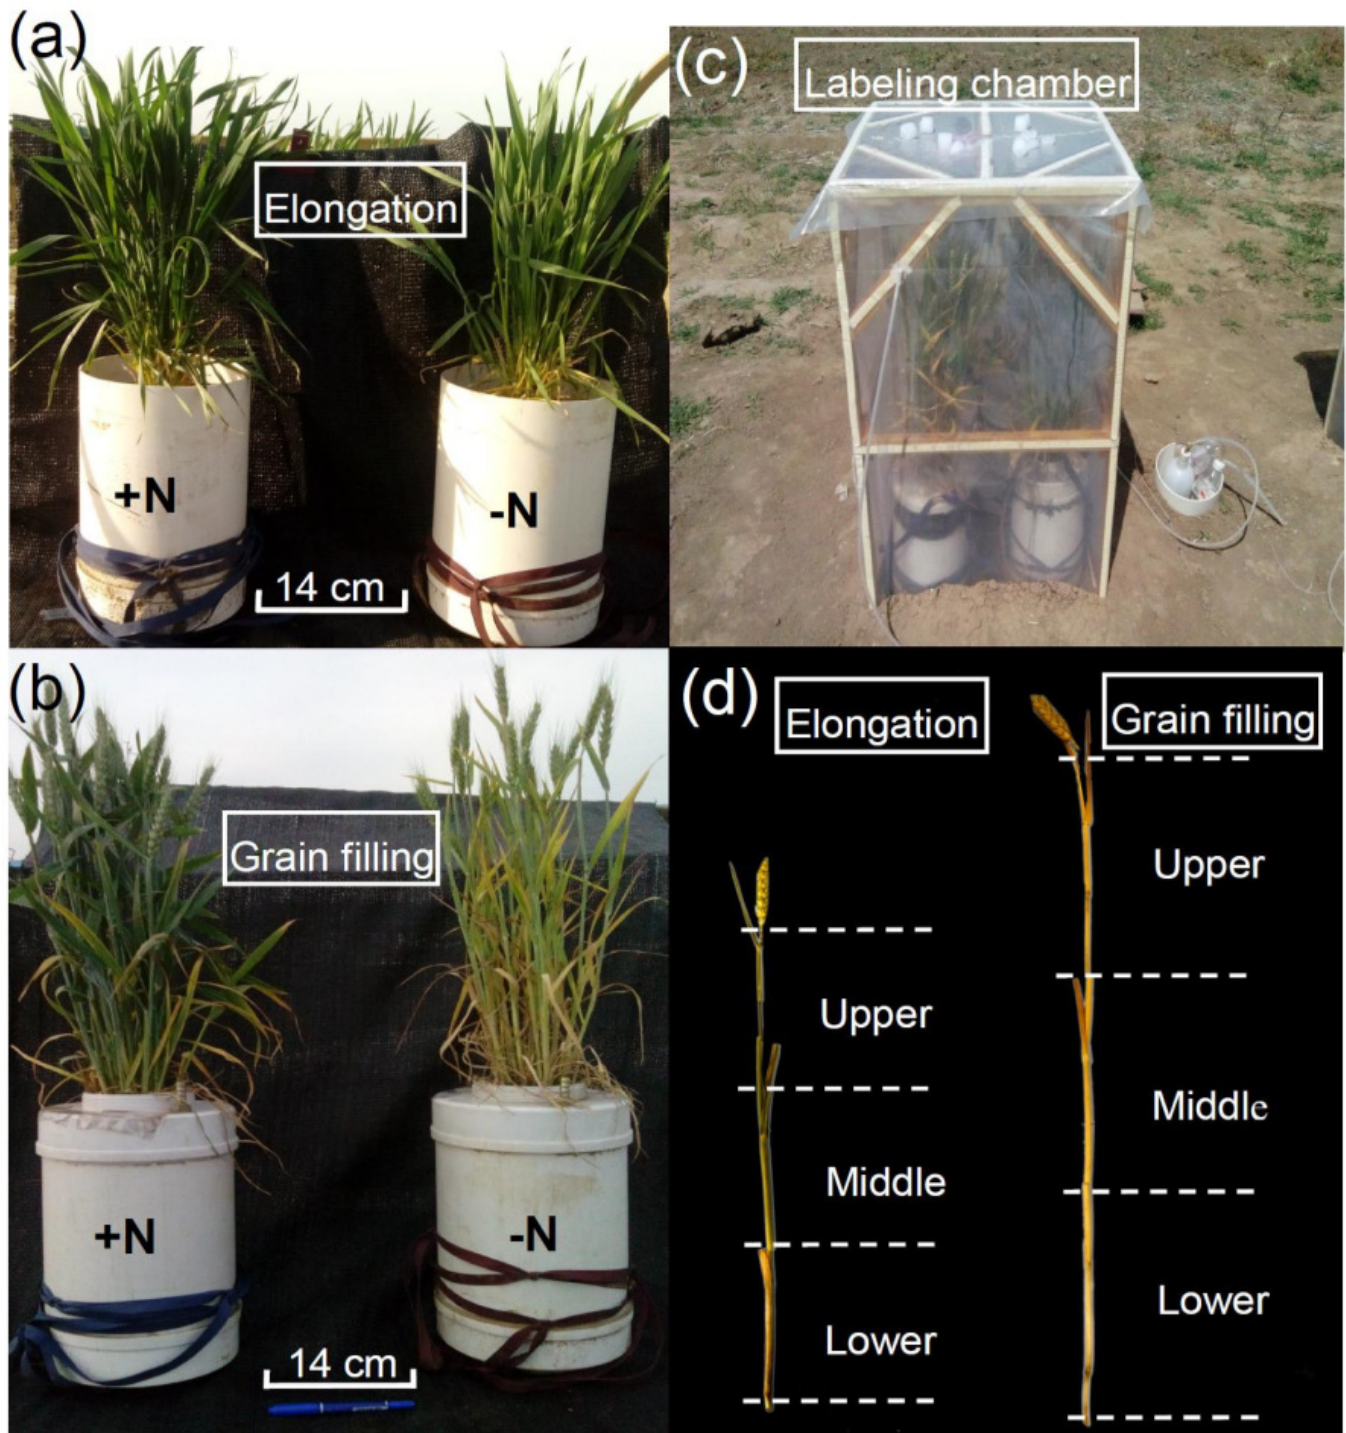 (a)
Elongation
+N
-N
14 cm
(b)
Grain filling
+N
-N
14 cm
(c)
Labeling chamber
(d)
Elongation
Grain filling
Upper
Middle
Lower
Upper
Middle
Lower